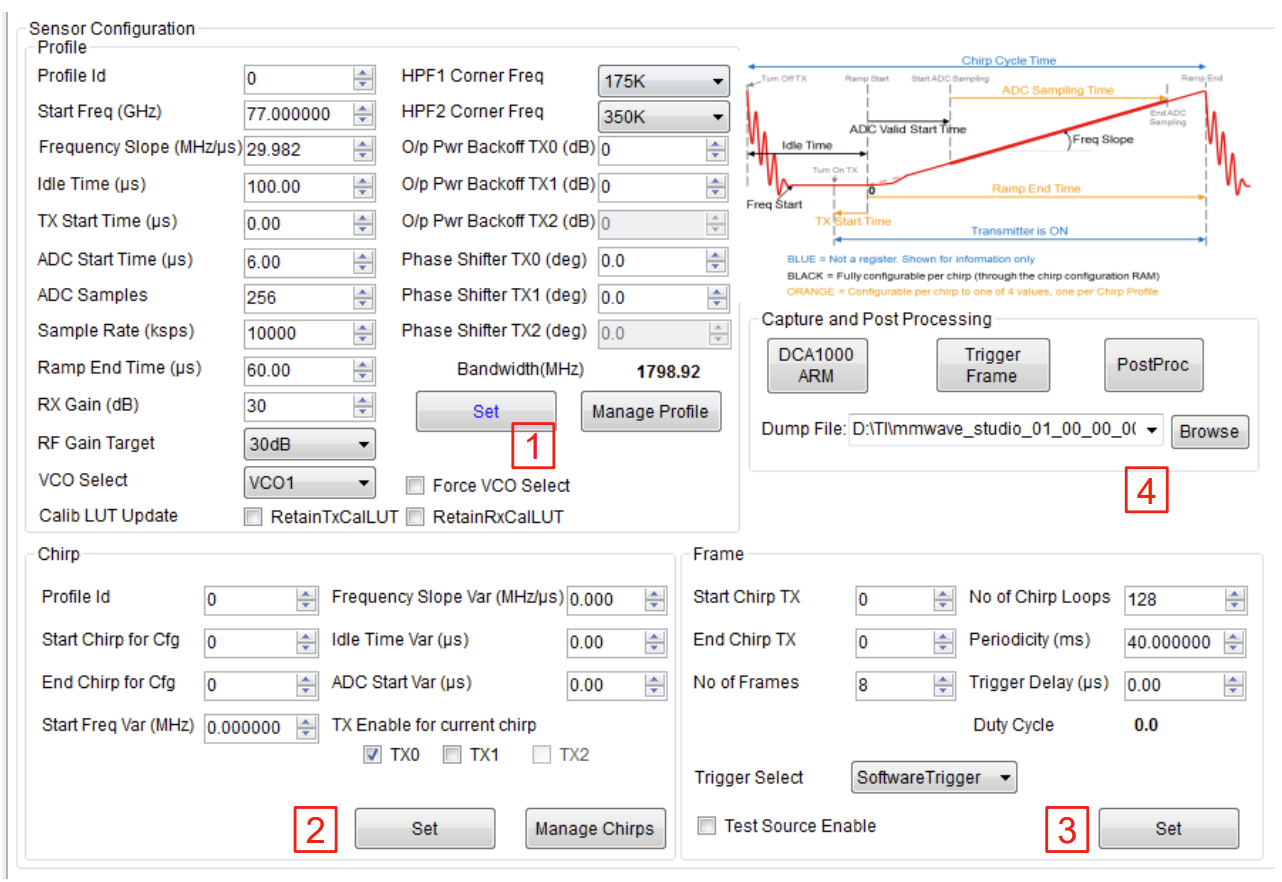 Sensor Configuration
Profile
Profile Id 0
Start Freq (GHz) 77.000000
Frequency Slope (MHz/µs) 29.982
Idle Time (µs) 100.00
TX Start Time (µs) 0.00
ADC Start Time (µs) 6.00
ADC Samples 256
Sample Rate (ksps) 10000
Ramp End Time (µs) 60.00
RX Gain (dB) 30
RF Gain Target 30dB
VCO Select VCO1
Calib LUT Update RetainTxCalLUT RetainRxCalLUT
HPF1 Corner Freq 175K
HPF2 Corner Freq 350K
O/p Pwr Backoff TX0 (dB) 0
O/p Pwr Backoff TX1 (dB) 0
O/p Pwr Backoff TX2 (dB) 0
Phase Shifter TX0 (deg) 0.0
Phase Shifter TX1 (deg) 0.0
Phase Shifter TX2 (deg) 0.0
Bandwidth(MHz) 1798.92
Set Manage Profile
1
Force VCO Select
Chirp Cycle Time
Turn Off TX Ramp Start Start ADC Sampling Ramp End
ADC Sampling Time
End ADC
Sampling
ADC Valid Start Time
Freq Slope
Idle Time
Turn On TX
0
Ramp End Time
Freq Start
TX Start Time
Transmitter is ON
BLUE = Not a register. Shown for information only
BLACK = Fully configurable per chirp (through the chirp configuration RAM)
ORANGE = Configurable per chirp to one of 4 values, one per Chirp Profile
Capture and Post Processing
DCA1000
ARM
Trigger
Frame
PostProc
Dump File: D:\TI\mmwave_studio_01_00_00_0( Browse
4
Chirp
Profile Id 0 Frequency Slope Var (MHz/µs) 0.000
Start Chirp for Cfg 0 Idle Time Var (µs) 0.00
End Chirp for Cfg 0 ADC Start Var (µs) 0.00
Start Freq Var (MHz) 0.000000 TX Enable for current chirp
TX0 TX1 TX2
2 Set Manage Chirps
Frame
Start Chirp TX 0 No of Chirp Loops 128
End Chirp TX 0 Periodicity (ms) 40.000000
No of Frames 8 Trigger Delay (µs) 0.00
Duty Cycle 0.0
Trigger Select SoftwareTrigger
Test Source Enable 3 Set